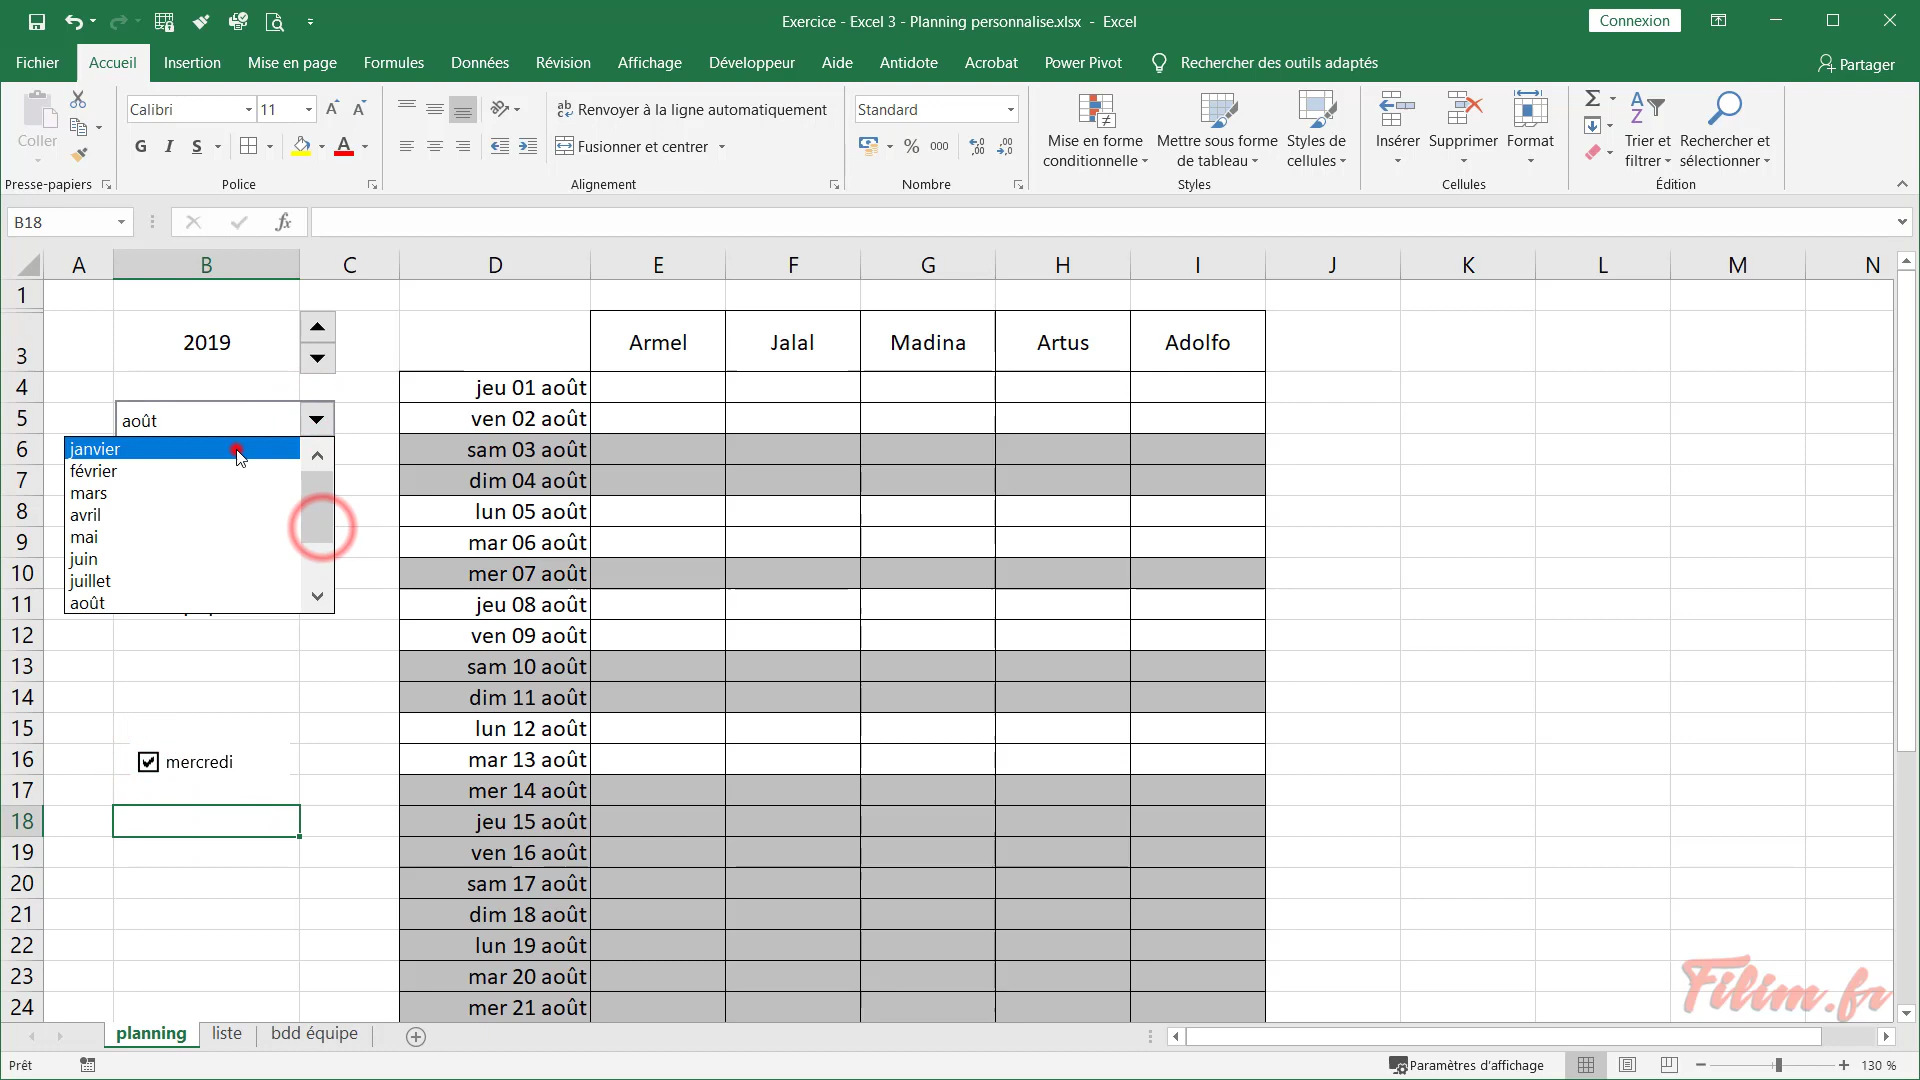 Exercice - Excel 3 - Planning personnalise.xlsx - Excel
Connexion
Fichier Accueil Insertion Mise en page Formules Données Révision Affichage Développeur Aide Antidote Acrobat Power Pivot Rechercher des outils adaptés Partager
Coller
Calibri 11
Renvoyer à la ligne automatiquement
Standard
Mise en forme conditionnelle
Mettre sous forme de tableau
Styles de cellules
Insérer Supprimer Format
Trier et filtrer
Rechercher et sélectionner
G I S
Fusionner et centrer
% 000
Presse-papiers Police Alignement Nombre Styles Cellules Édition
B18 fx
A B C D E F G H I J K L M N
1
3 2019 Armel Jalal Madina Artus Adolfo
4 jeu 01 août
5 août ven 02 août
6 janvier sam 03 août
février
7 dim 04 août
mars
8 avril lun 05 août
9 mai mar 06 août
juin
10 mer 07 août
juillet
11 août jeu 08 août
12 ven 09 août
13 sam 10 août
14 dim 11 août
15 lun 12 août
16 mercredi mar 13 août
17 mer 14 août
18 jeu 15 août
19 ven 16 août
20 sam 17 août
21 dim 18 août
22 lun 19 août
23 mar 20 août
24 mer 21 août
Filim.fr
planning liste bdd équipe
Prêt Paramètres d'affichage 130 %